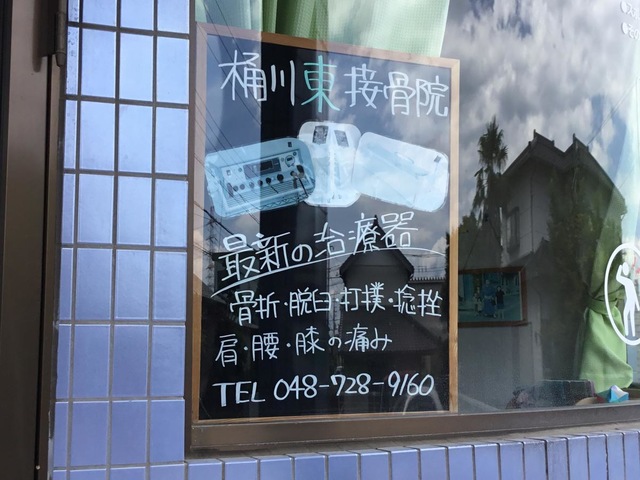 桶川東接骨院
最新の治療器
骨折・脱臼・打撲・捻挫
肩・腰・膝の痛み
TEL 048-728-9160